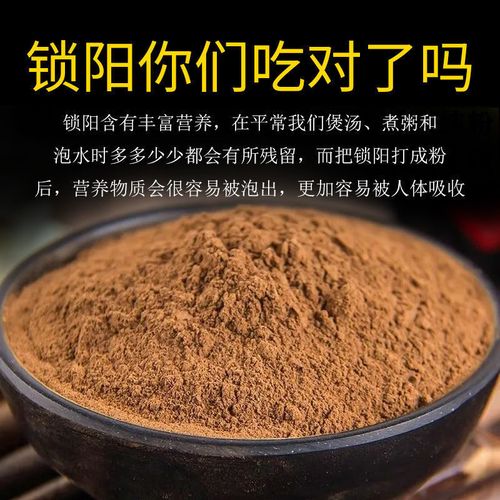 锁阳你们吃对了吗
锁阳含有丰富营养，在平常我们煲汤、煮粥和
泡水时多多少少都会有所残留，而把锁阳打成粉
后，营养物质会很容易被泡出，更加容易被人体吸收